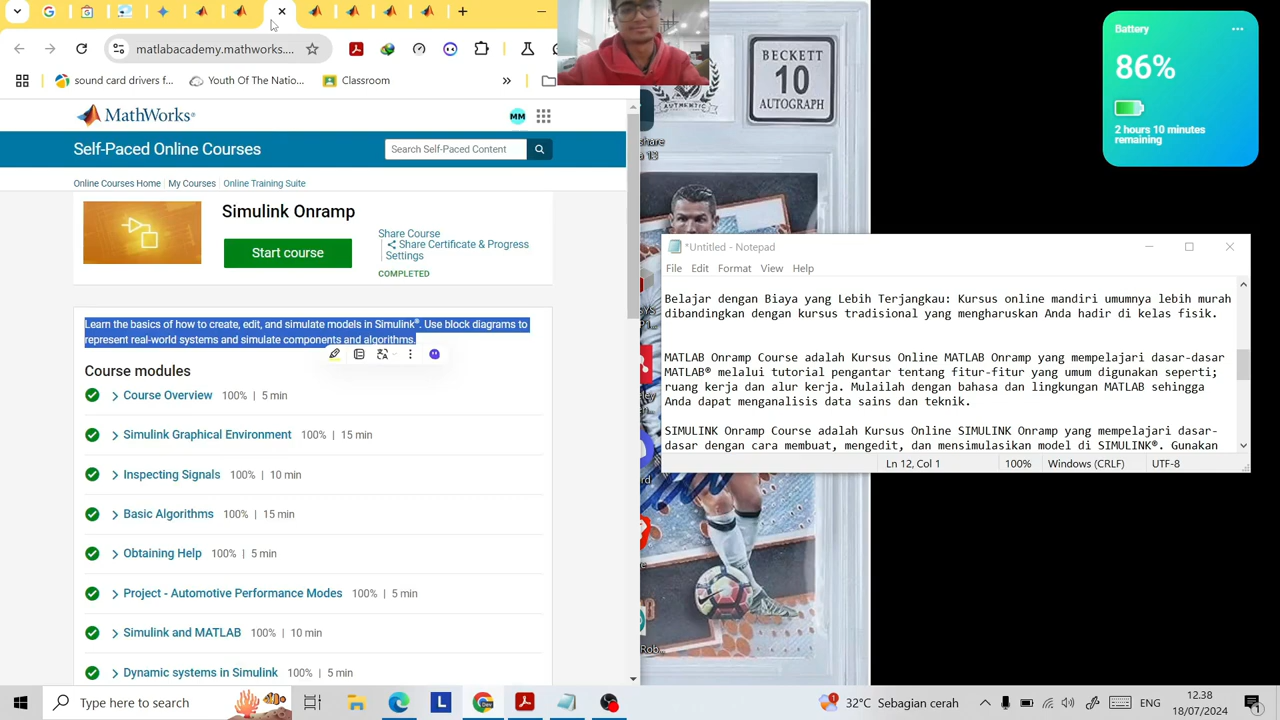 matlabacademy.mathworks....
sound card drivers f...
Youth Of The Natio...
Classroom
»
MathWorks®
MM
Self-Paced Online Courses
Search Self-Paced Content
Online Courses Home | My Courses | Online Training Suite
Simulink Onramp
Start course
Share Course
| Share Certificate & Progress
Settings
COMPLETED
Learn the basics of how to create, edit, and simulate models in Simulink®. Use block diagrams to
represent real-world systems and simulate components and algorithms.
Course modules
Course Overview 100% | 5 min
Simulink Graphical Environment 100% | 15 min
Inspecting Signals 100% | 10 min
Basic Algorithms 100% | 15 min
Obtaining Help 100% | 5 min
Project - Automotive Performance Modes 100% | 5 min
Simulink and MATLAB 100% | 10 min
Dynamic systems in Simulink 100% | 5 min
BECKETT
10
AUTOGRAPH
AUTHENTIC
share
Battery
86%
2 hours 10 minutes
remaining
*Untitled - Notepad
File Edit Format View Help
Belajar dengan Biaya yang Lebih Terjangkau: Kursus online mandiri umumnya lebih murah
dibandingkan dengan kursus tradisional yang mengharuskan Anda hadir di kelas fisik.
MATLAB Onramp Course adalah Kursus Online MATLAB Onramp yang mempelajari dasar-dasar
MATLAB® melalui tutorial pengantar tentang fitur-fitur yang umum digunakan seperti;
ruang kerja dan alur kerja. Mulailah dengan bahasa dan lingkungan MATLAB sehingga
Anda dapat menganalisis data sains dan teknik.
SIMULINK Onramp Course adalah Kursus Online SIMULINK Onramp yang mempelajari dasar-
dasar dengan cara membuat, mengedit, dan mensimulasikan model di SIMULINK®. Gunakan
Ln 12, Col 1 100% Windows (CRLF) UTF-8
Type here to search
32°C Sebagian cerah
12.38
18/07/2024